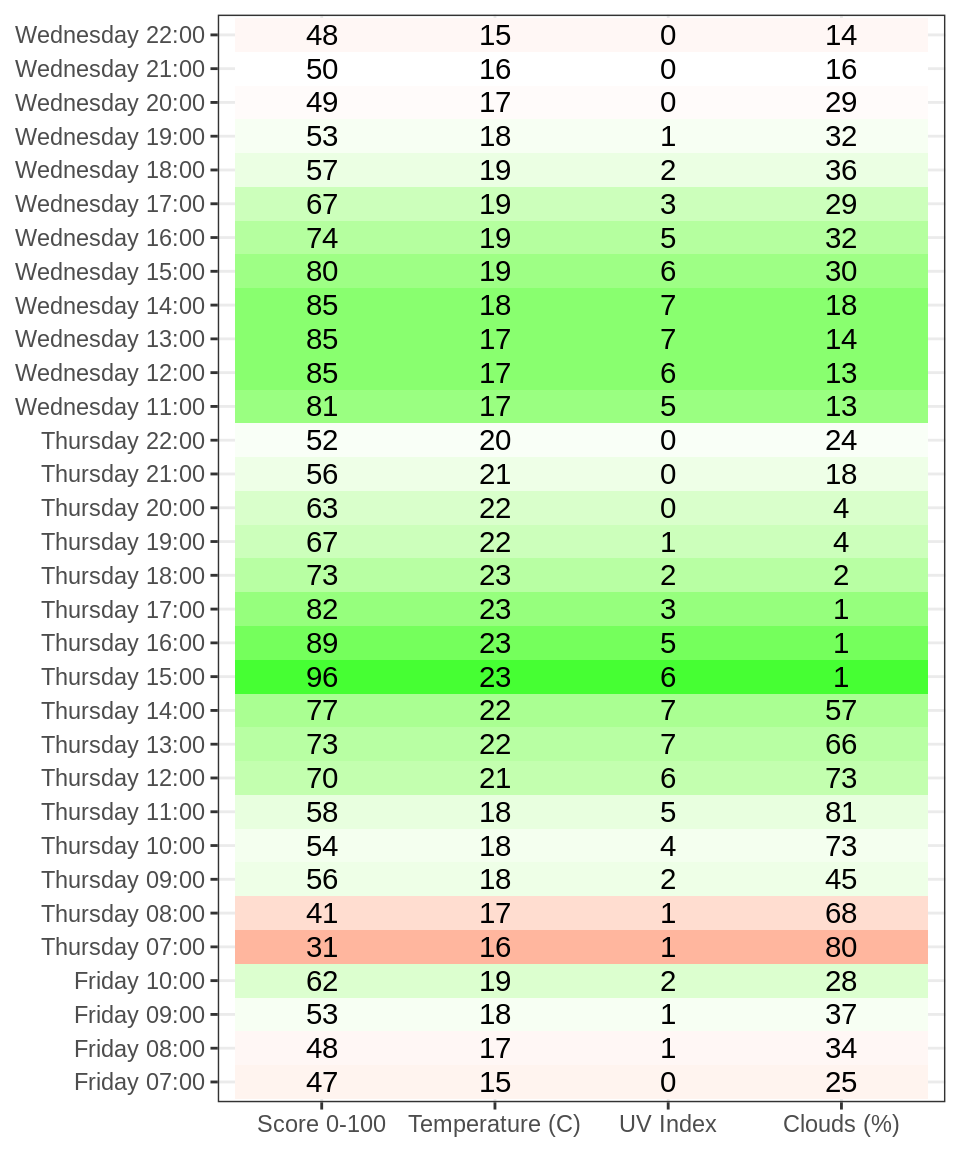 Wednesday 22:00 48 15 0 14
Wednesday 21:00 50 16 0 16
Wednesday 20:00 49 17 0 29
Wednesday 19:00 53 18 1 32
Wednesday 18:00 57 19 2 36
Wednesday 17:00 67 19 3 29
Wednesday 16:00 74 19 5 32
Wednesday 15:00 80 19 6 30
Wednesday 14:00 85 18 7 18
Wednesday 13:00 85 17 7 14
Wednesday 12:00 85 17 6 13
Wednesday 11:00 81 17 5 13
Thursday 22:00 52 20 0 24
Thursday 21:00 56 21 0 18
Thursday 20:00 63 22 0 4
Thursday 19:00 67 22 1 4
Thursday 18:00 73 23 2 2
Thursday 17:00 82 23 3 1
Thursday 16:00 89 23 5 1
Thursday 15:00 96 23 6 1
Thursday 14:00 77 22 7 57
Thursday 13:00 73 22 7 66
Thursday 12:00 70 21 6 73
Thursday 11:00 58 18 5 81
Thursday 10:00 54 18 4 73
Thursday 09:00 56 18 2 45
Thursday 08:00 41 17 1 68
Thursday 07:00 31 16 1 80
Friday 10:00 62 19 2 28
Friday 09:00 53 18 1 37
Friday 08:00 48 17 1 34
Friday 07:00 47 15 0 25
Score 0-100 Temperature (C) UV Index Clouds (%)